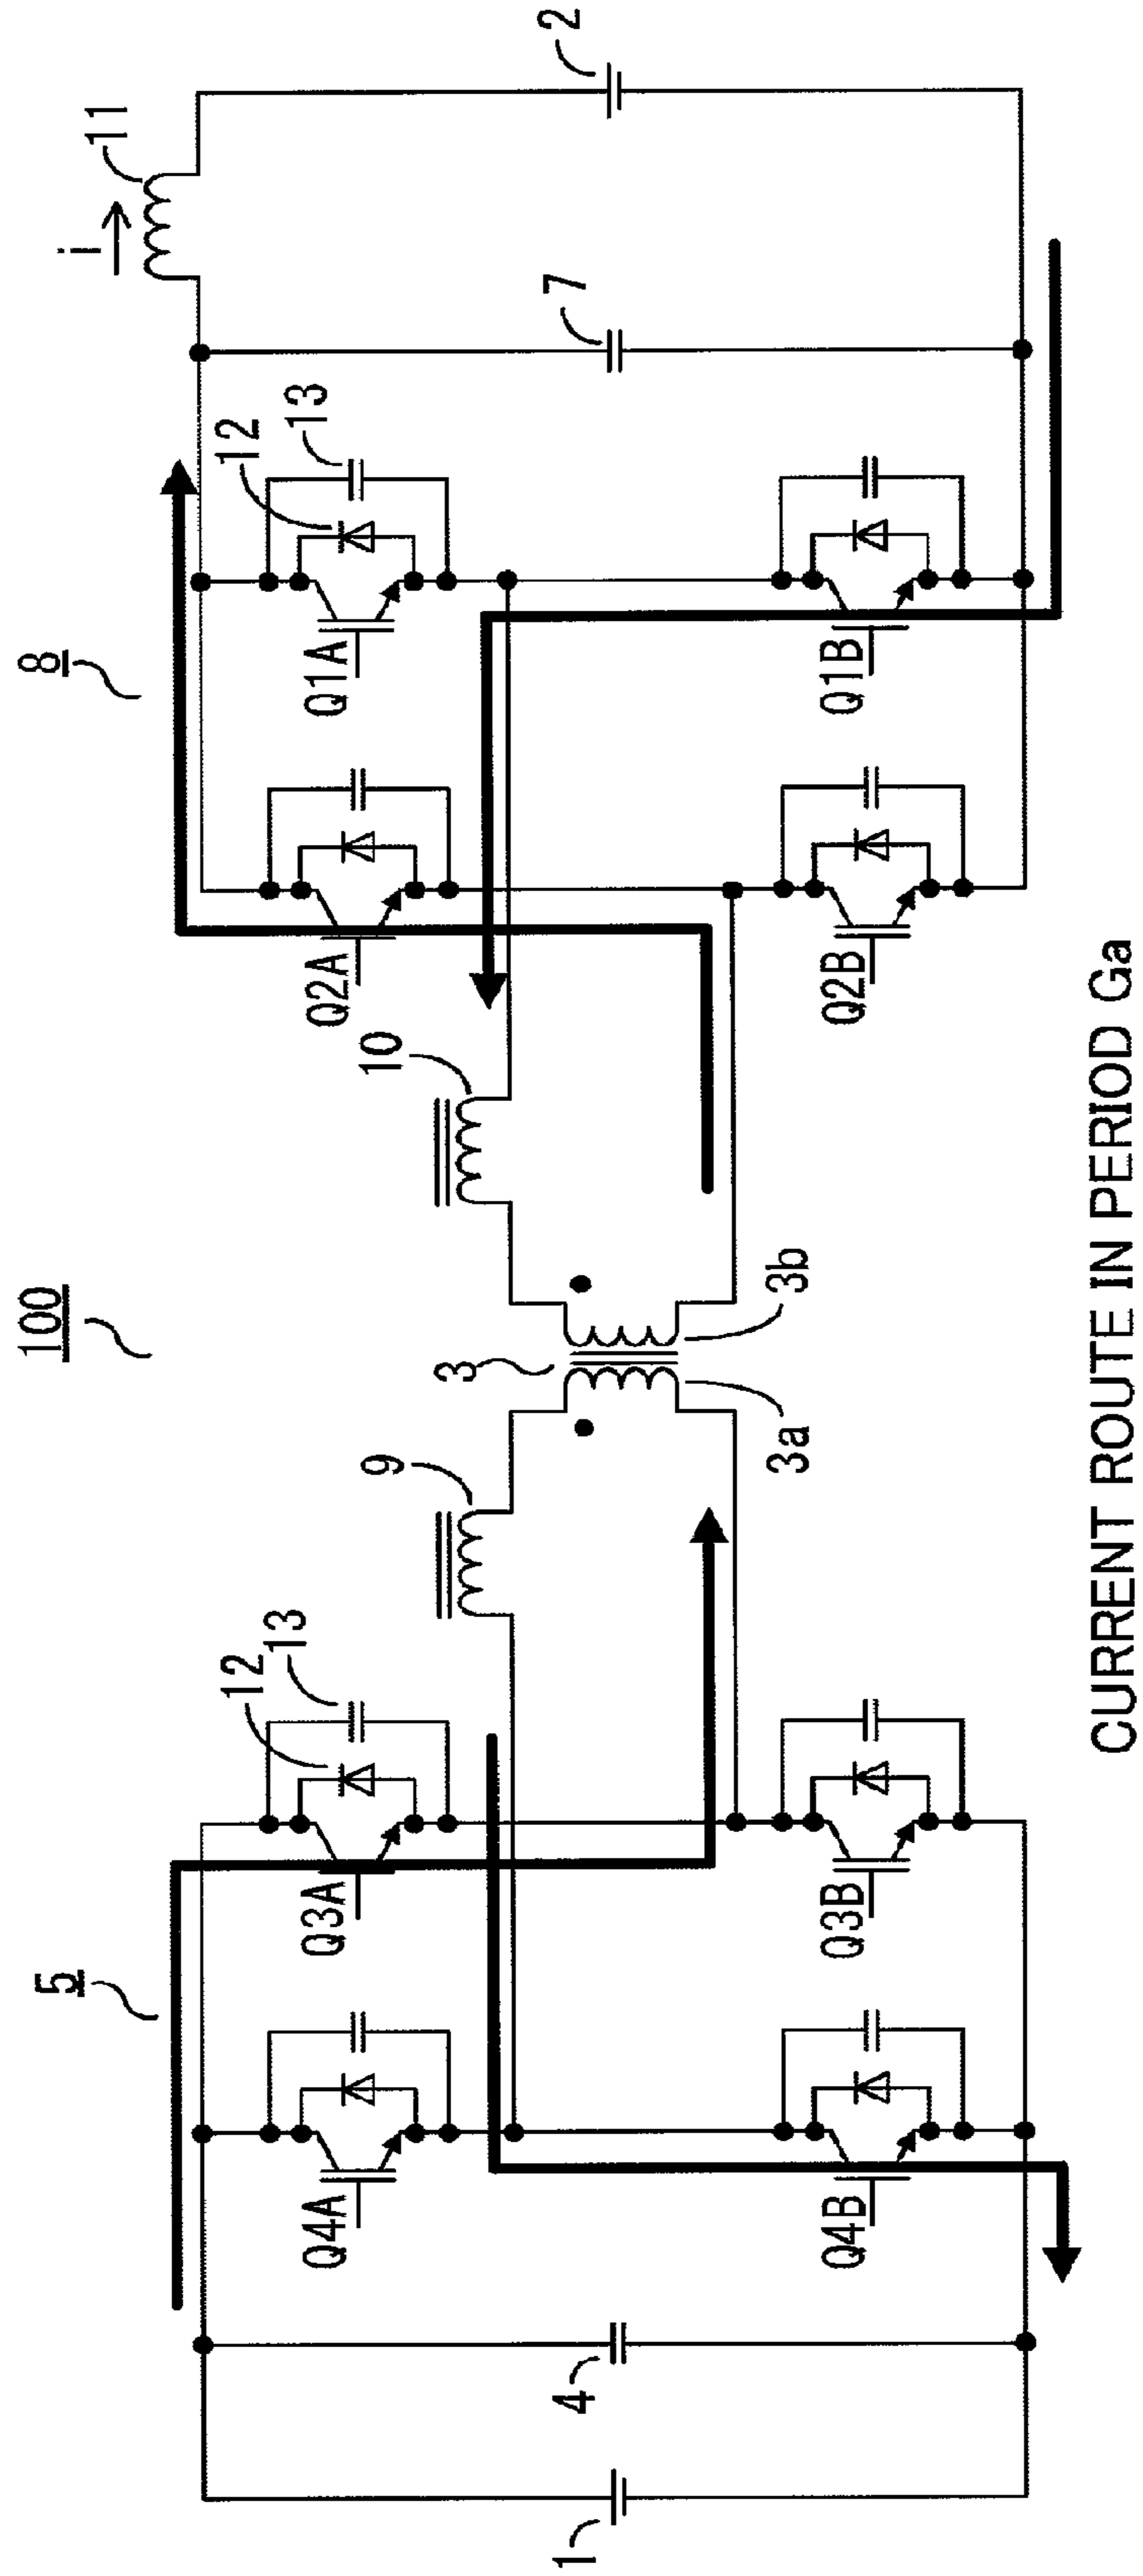 100
5
8
i
11
12
13
12
13
Q4A
Q3A
9
10
Q2A
Q1A
3
1
4
7
2
3a
3b
Q4B
Q3B
Q2B
Q1B
CURRENT ROUTE IN PERIOD Ga